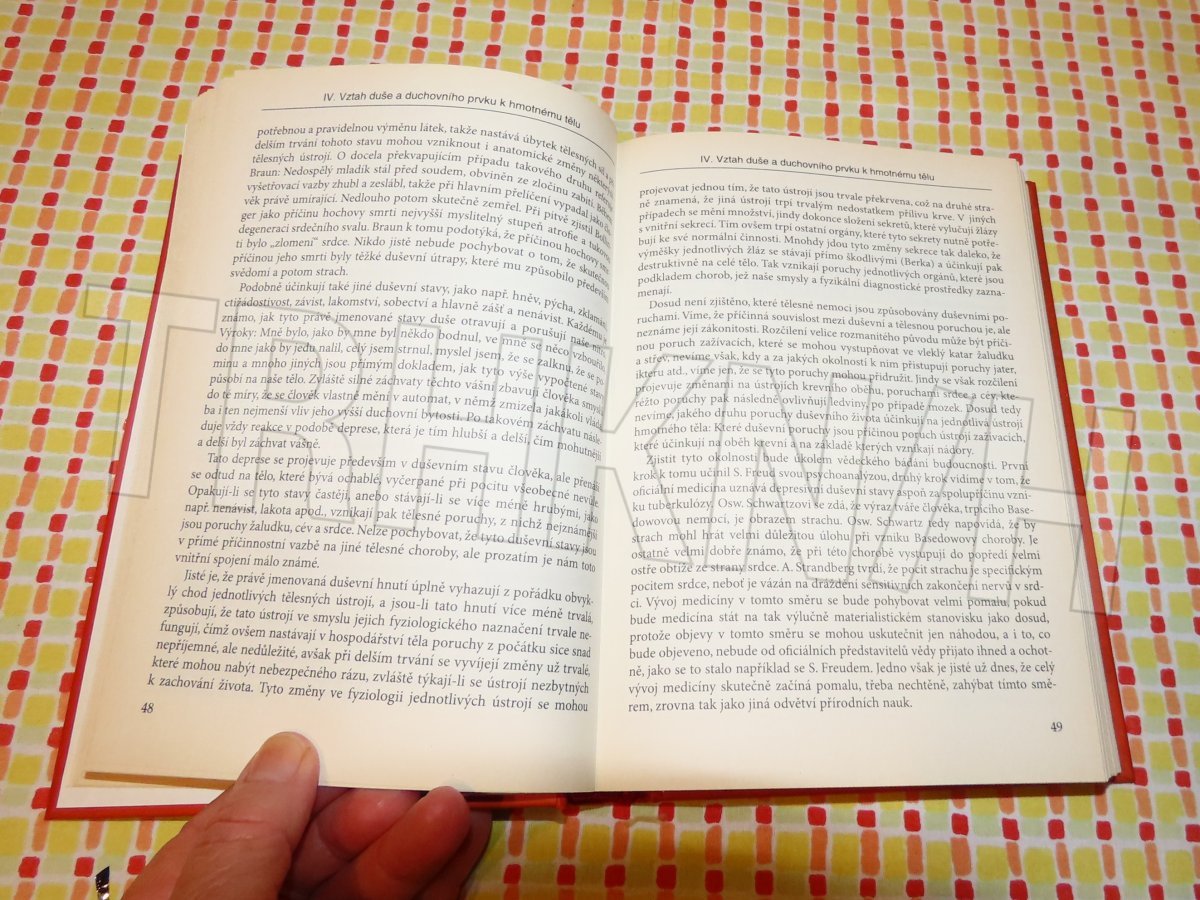 IV. Vztah duše a duchovního prvku k hmotnému tělu
potřebnou a pravidelnou výměnu látek, takže nastává úbytek tělesných sil a při
delším trvání tohoto stavu mohou vzniknout i anatomické změny
tělesných ústrojí. O docela překvapujícím případu takového druhu
Braun: Nedospělý mladík stál před soudem, obviněn ze zločinu zabití. Během
vyšetřovací vazby zhubl a zeslábl, takže při hlavním přelíčení vypadal jako
věk právě umírající. Nedlouho potom skutečně zemřel. Při pitvě zjistil
ger jako příčinu hochovy smrti nejvyšší myslitelný stupeň atrofie a tukovou
degeneraci srdečního svalu. Braun k tomu podotýká, že příčinou hochovy smr-
ti bylo „zlomení“ srdce. Nikdo jistě nebude pochybovat o tom, že skutečnou
příčinou jeho smrti byly těžké duševní útrapy, které mu způsobilo především
svědomí a potom strach.
Podobně účinkují také jiné duševní stavy, jako např. hněv, pýcha, zklamání,
ctižádostivost, závist, lakomství, sobectví a hlavně zášť a nenávist. Každému je
známo, jak tyto právě jmenované stavy duše otravují a porušují naše nitro.
Výroky: Mně bylo, jako by mne byl někdo bodnul, ve mne se něco vzbouřilo,
do mne jako by jedu nalil, celý jsem strnul, myslel jsem, že se zalknu, že se po-
minu a mnoho jiných jsou přímým dokladem, jak tyto výše vypočtené stavy
působí na naše tělo. Zvláště silné záchvaty těchto vášní zbavují člověka smyslů
do té míry, že se člověk vlastně mění v automat, v němž zmizela jakákoli vláda
ba i ten nejmenší vliv jeho vyšší duchovní bytosti. Po takovém záchvatu násle-
duje vždy reakce v podobě deprese, která je tím hlubší a delší, čím mohutnější
a delší byl záchvat vášně.
Tato deprese se projevuje především v duševním stavu člověka, ale přenáší
se odtud na tělo, které bývá ochablé, vyčerpané při pocitu všeobecné nevůle.
Opakují-li se tyto stavy častěji, anebo stávají-li se více méně hrubými, jako
např. nenávist, lakota apod., vznikají pak tělesné poruchy, z nichž nejznámější
jsou poruchy žaludku, cév a srdce. Nelze pochybovat, že tyto duševní stavy jsou
v přímé příčinnostní vazbě na jiné tělesné choroby, ale prozatím je nám toto
vnitřní spojení málo známé.
Jisté je, že právě jmenovaná duševní hnutí úplně vyhazují z pořádku obvyk-
lý chod jednotlivých tělesných ústrojí, a jsou-li tato hnutí více méně trvalá,
způsobují, že tato ústrojí ve smyslu jejich fyziologického naznačení trvale ne-
fungují, čímž ovšem nastávají v hospodářství těla poruchy z počátku sice snad
nepříjemné, ale nedůležité, avšak při delším trvání se vyvíjejí změny už trvalé,
které mohou nabýt nebezpečného rázu, zvláště týkají-li se ústrojí nezbytných
k zachování života. Tyto změny ve fyziologii jednotlivých ústrojí se mohou
48
IV. Vztah duše a duchovního prvku k hmotnému tělu
projevovat jednou tím, že tato ústrojí jsou trvale překrvena, což na druhé stra-
ně znamená, že jiná ústrojí trpí trvalým nedostatkem přílivu krve. V jiných
případech se mění množství, jindy dokonce složení sekretů, které vylučují žlázy
s vnitřní sekrecí. Tím ovšem trpí ostatní orgány, které tyto sekrety nutně potře-
bují ke své normální činnosti. Mnohdy jdou tyto změny sekrece tak daleko, že
výměšky jednotlivých žláz se stávají přímo škodlivými (Berka) a účinkují pak
destruktivně na celé tělo. Tak vznikají poruchy jednotlivých orgánů, které jsou
podkladem chorob, jež naše smysly a fyzikální diagnostické prostředky zazna-
menají.
Dosud není zjištěno, které tělesné nemoci jsou způsobovány duševními po-
ruchami. Víme, že příčinná souvislost mezi duševní a tělesnou poruchou je, ale
neznáme její zákonitosti. Rozčílení velice rozmanitého původu může být příči-
nou poruch zažívacích, které se mohou vystupňovat ve vleklý katar žaludku
a střev, nevíme však, kdy a za jakých okolností k nim přistupují poruchy jater,
ikteru atd., víme jen, že se tyto poruchy mohou přidružit. Jindy se však rozčílení
projevuje změnami na ústrojích krevního oběhu, poruchami srdce a cév, kte-
réžto poruchy pak následně ovlivňují ledviny, po případě mozek. Dosud tedy
nevíme, jakého druhu poruchy duševního života účinkují na jednotlivá ústrojí
hmotného těla: Které duševní poruchy jsou příčinou poruch ústrojí zažívacích,
které účinkují na oběh krevní a na základě kterých vznikají nádory.
Zjistit tyto okolnosti bude úkolem vědeckého bádání budoucnosti. První
krok k tomu učinil S. Freud svou psychoanalýzou, druhý krok vidíme v tom, že
oficiální medicína uznává depresivní duševní stavy aspoň za spolupříčinu vzni-
ku tuberkulózy. Osw. Schwartzovi se zdá, že výraz tváře člověka, trpícího Base-
dowovou nemocí, je obrazem strachu. Osw. Schwartz tedy napovídá, že by
strach mohl hrát velmi důležitou úlohu při vzniku Basedowovy choroby. Je
ostatně velmi dobře známo, že při této chorobě vystupují do popředí velmi
ostře obtíže ze strany srdce. A. Strandberg tvrdí, že pocit strachu je specifickým
pocitem srdce, neboť je vázán na dráždění sensitivních zakončení nervů v srd-
ci. Vývoj medicíny v tomto směru se bude pohybovat velmi pomalu, pokud
bude medicína stát na tak výlučně materialistickém stanovisku jako dosud,
protože objevy v tomto směru se mohou uskutečnit jen náhodou, a i to, co
bude objeveno, nebude od oficiálních představitelů vědy přijato ihned a ochot-
ně, jako se to stalo například se S. Freudem. Jedno však je jisté už dnes, že celý
vývoj medicíny skutečně začíná pomalu, třeba nechtěně, zahýbat tímto smě-
rem, zrovna tak jako jiná odvětví přírodních nauk.
49
TRHKNIH